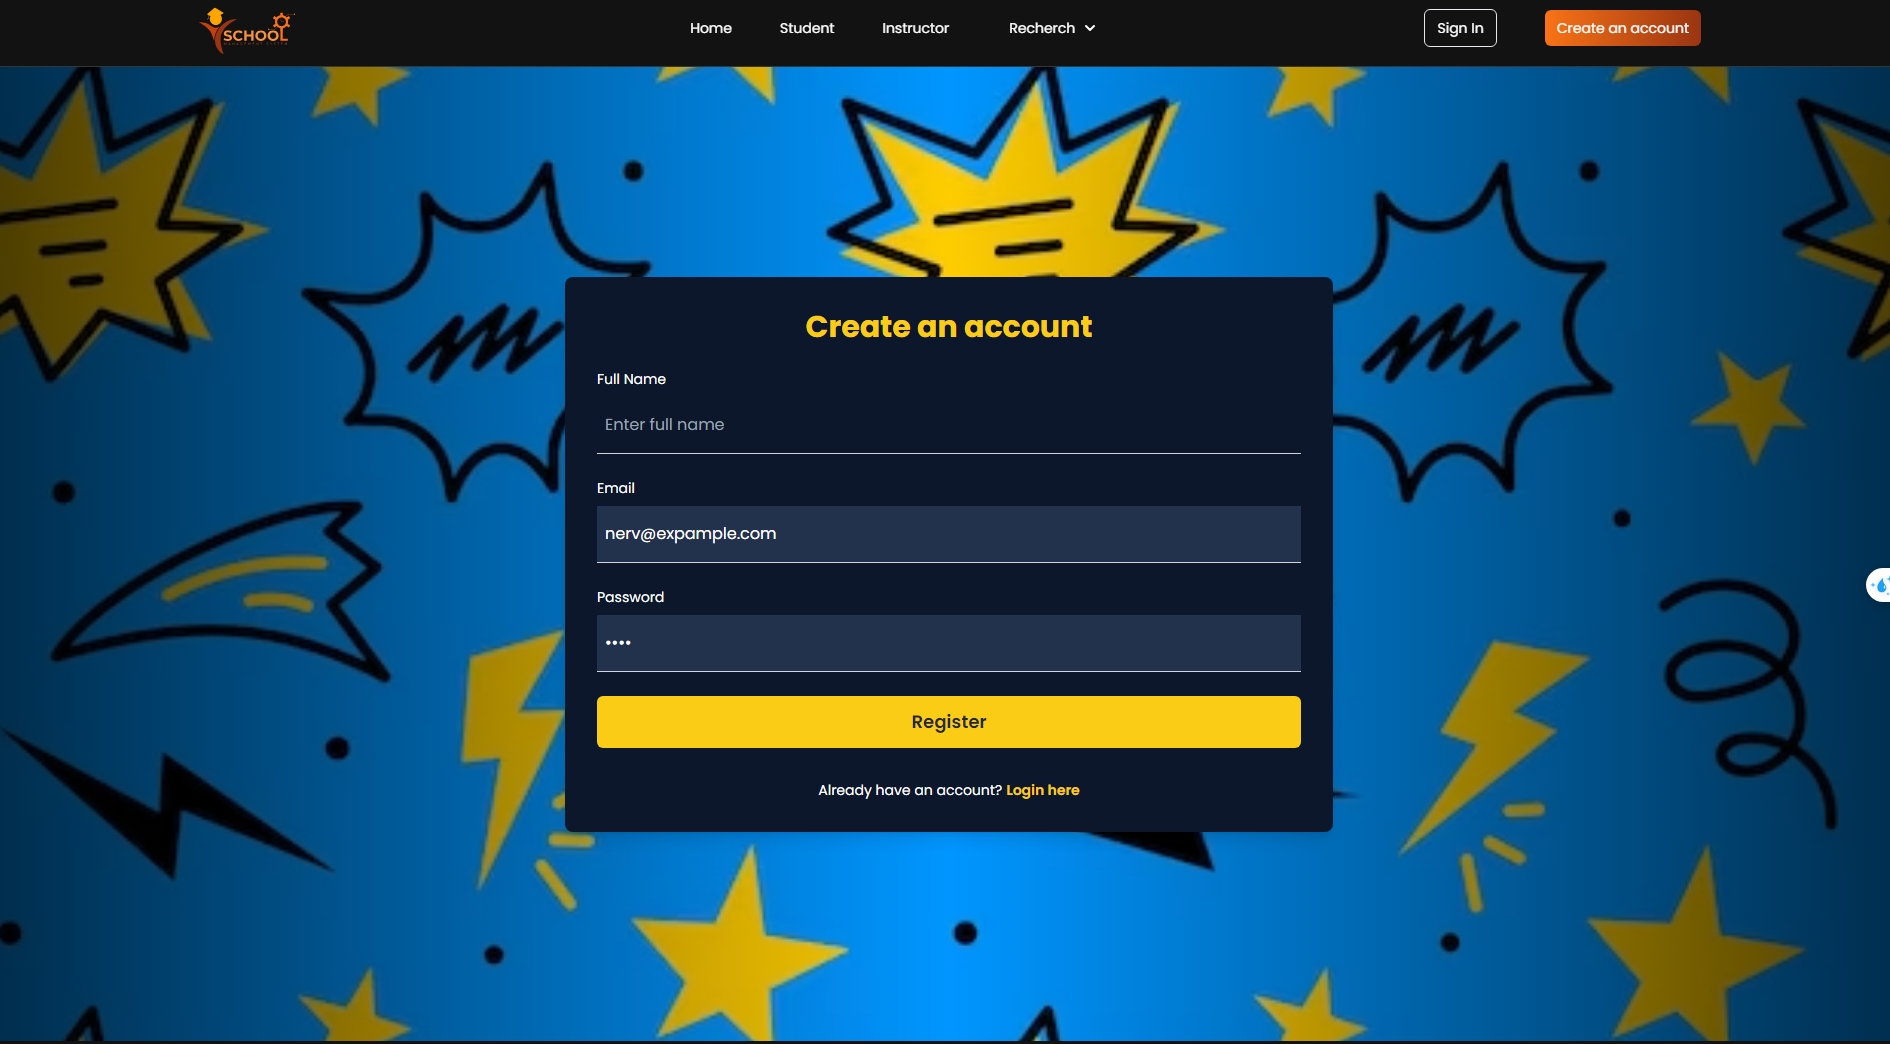 SCHOOL
Home Student Instructor Recherch Sign In Create an account
Create an account
Full Name
Enter full name
Email
nerv@expample.com
Password
••••
Register
Already have an account? Login here